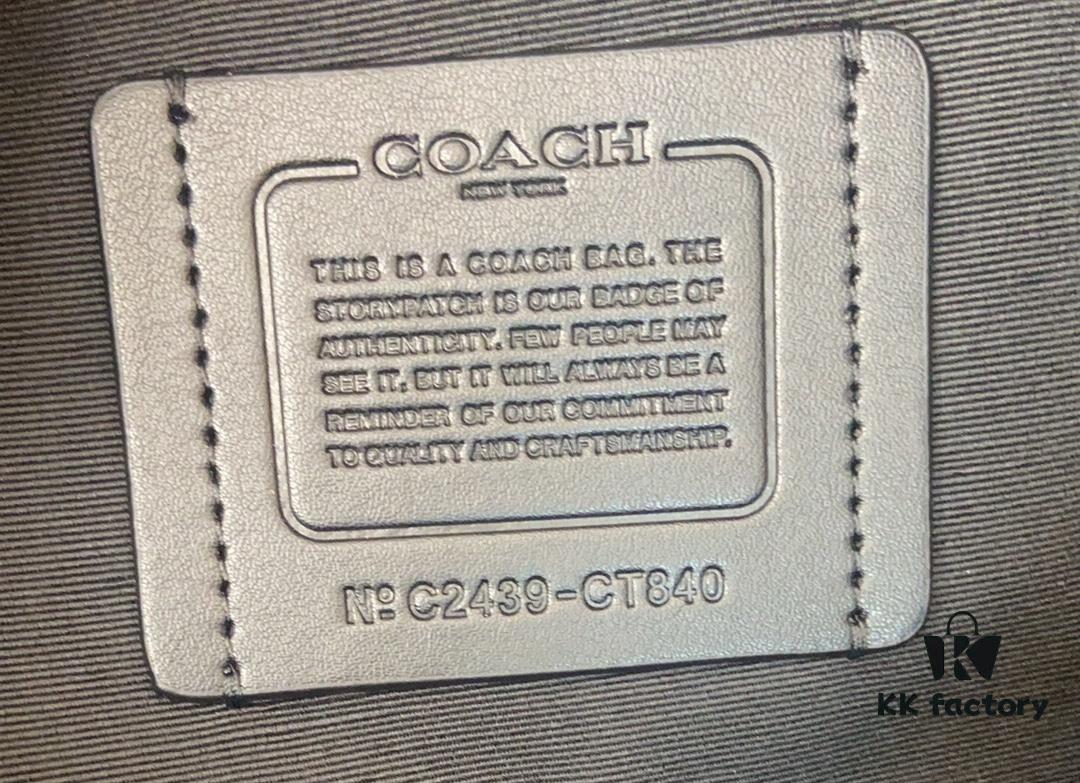 COACH
NEW YORK
THIS IS A COACH BAG. THE
STORYPATCH IS OUR BADGE OF
AUTHENTICITY. FEW PEOPLE MAY
SEE IT, BUT IT WILL ALWAYS BE A
REMINDER OF OUR COMMITMENT
TO QUALITY AND CRAFTSMANSHIP.
Nº C2439-CT840
K
KK factory